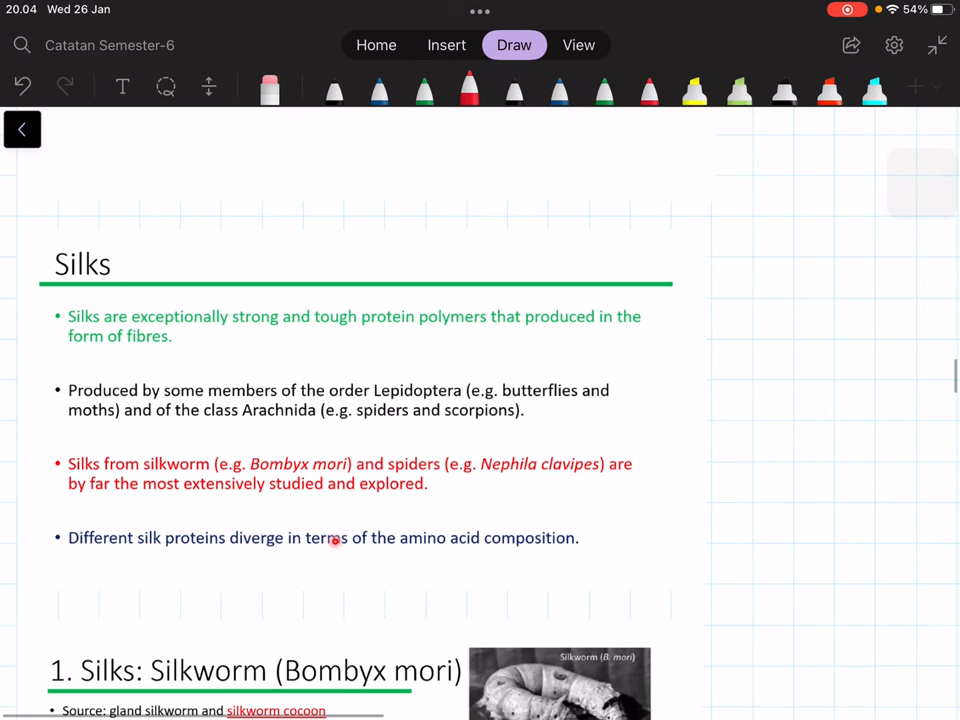 20.04 Wed 26 Jan
54%
Catatan Semester-6
Home Insert Draw View
T
Silks
• Silks are exceptionally strong and tough protein polymers that produced in the
form of fibres.
• Produced by some members of the order Lepidoptera (e.g. butterflies and
moths) and of the class Arachnida (e.g. spiders and scorpions).
• Silks from silkworm (e.g. Bombyx mori) and spiders (e.g. Nephila clavipes) are
by far the most extensively studied and explored.
• Different silk proteins diverge in terms of the amino acid composition.
1. Silks: Silkworm (Bombyx mori)
Silkworm (B. mori)
• Source: gland silkworm and silkworm cocoon